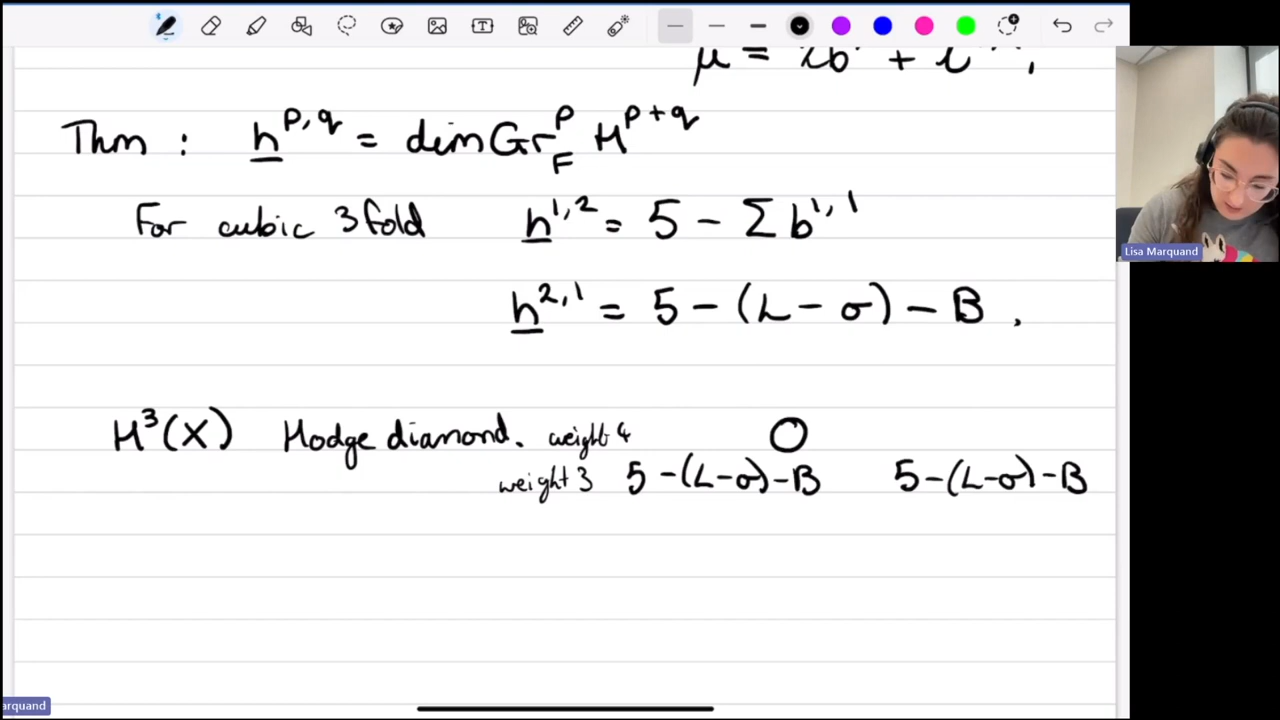 μ =
Thm : h^{p,q} = dim Gr_F^p H^{p+q}
For cubic 3fold h^{1,2} = 5 - Σ b^{1,1}
h^{2,1} = 5 - (L - σ) - B .
H^3(X) Hodge diamond. weight 4 0
weight 3 5 - (L - σ) - B 5 - (L - σ) - B
Lisa Marquand
arquand